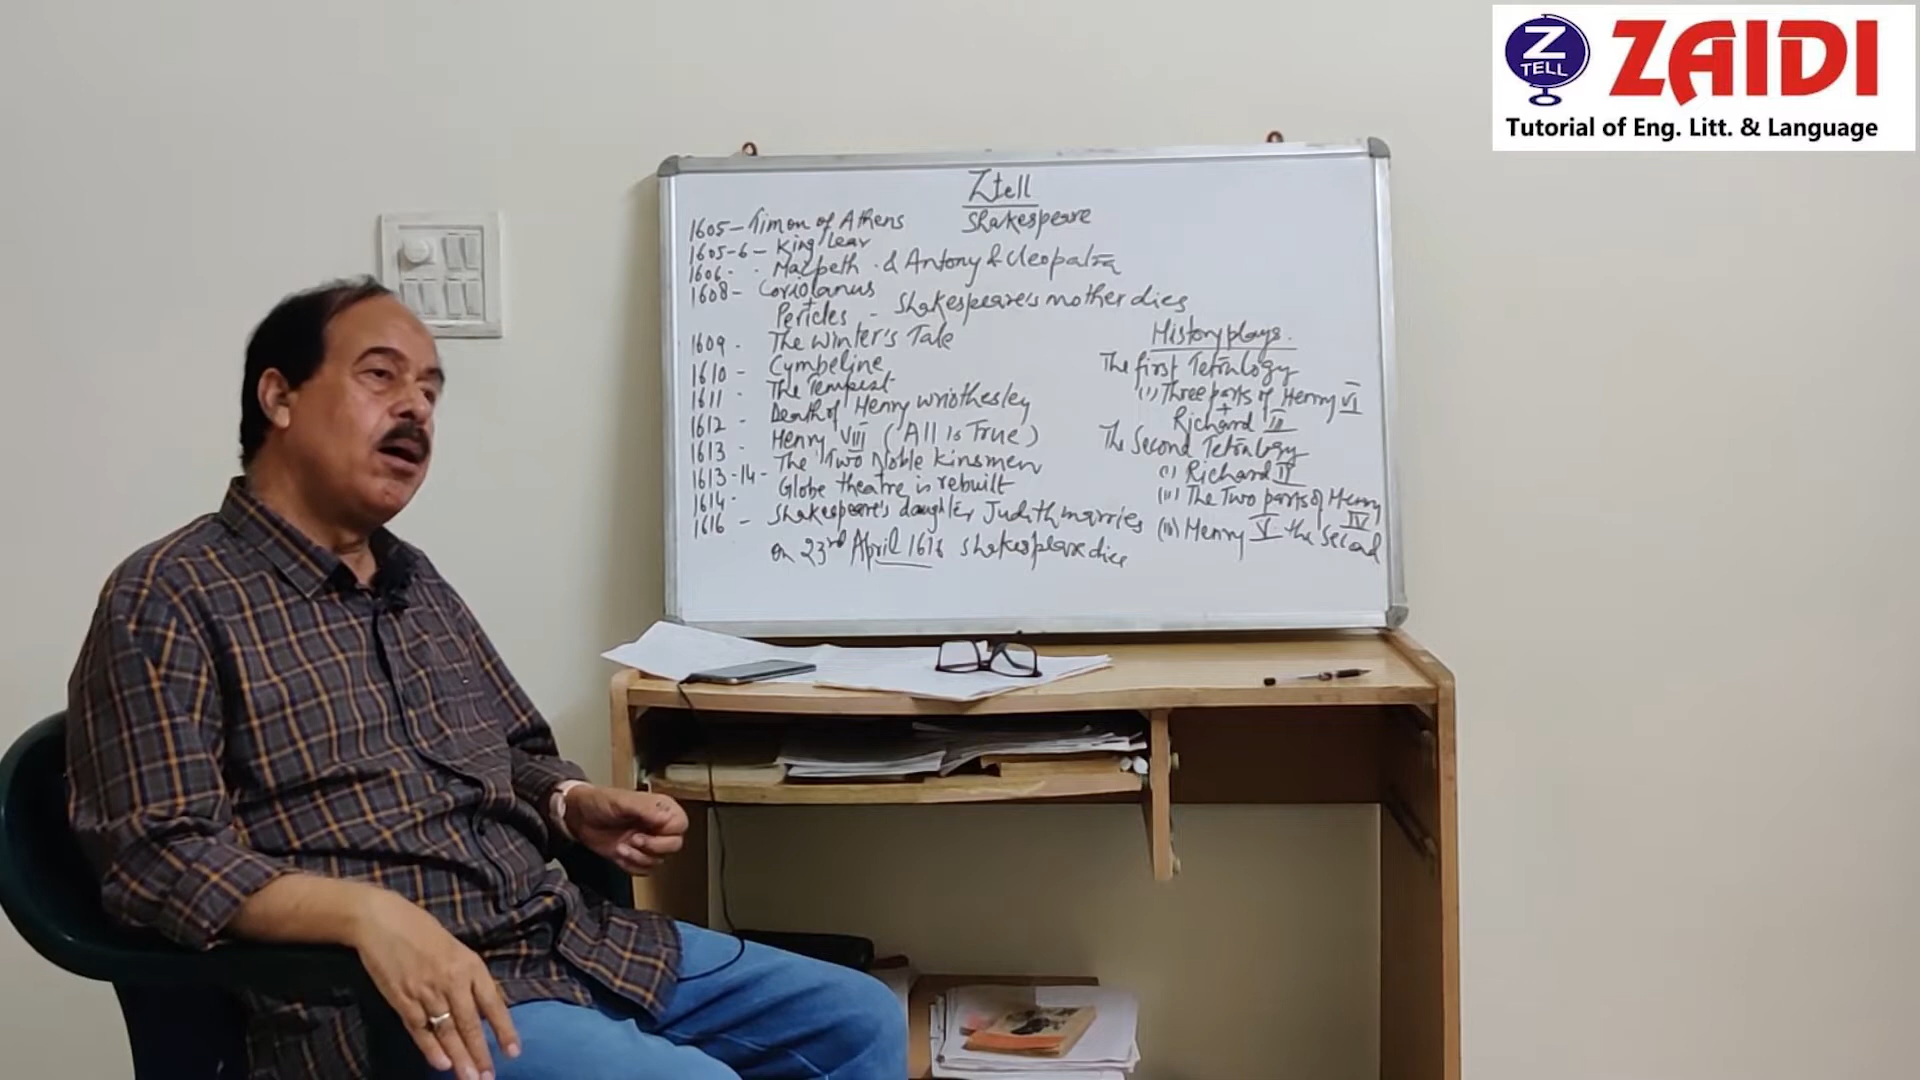 Z
TELL
ZAIDI
Tutorial of Eng. Litt. & Language
Ztell
Shakespeare
1605 - Timon of Athens
1605-6 - King Lear
1606 - Macbeth & Antony & Cleopatra
1608 - Coriolanus
+
Pericles - Shakespeare's mother dies
1609 - The Winter's Tale
1610 - Cymbeline
1611 - The Tempest
1612 - Death of Henry Wriothesley
1613 - Henry VIII (All is True)
1613-14 - The Two Noble Kinsmen
1614 - Globe theatre is rebuilt
1616 - Shakespeare's daughter Judith marries
on 23rd April 1616 Shakespeare dies
History plays.
The first Tetralogy
(i) Three parts of Henry VI
+
Richard III
The Second Tetralogy
(i) Richard II
(ii) The Two parts of Henry
IV
(iii) Henry V. the Second